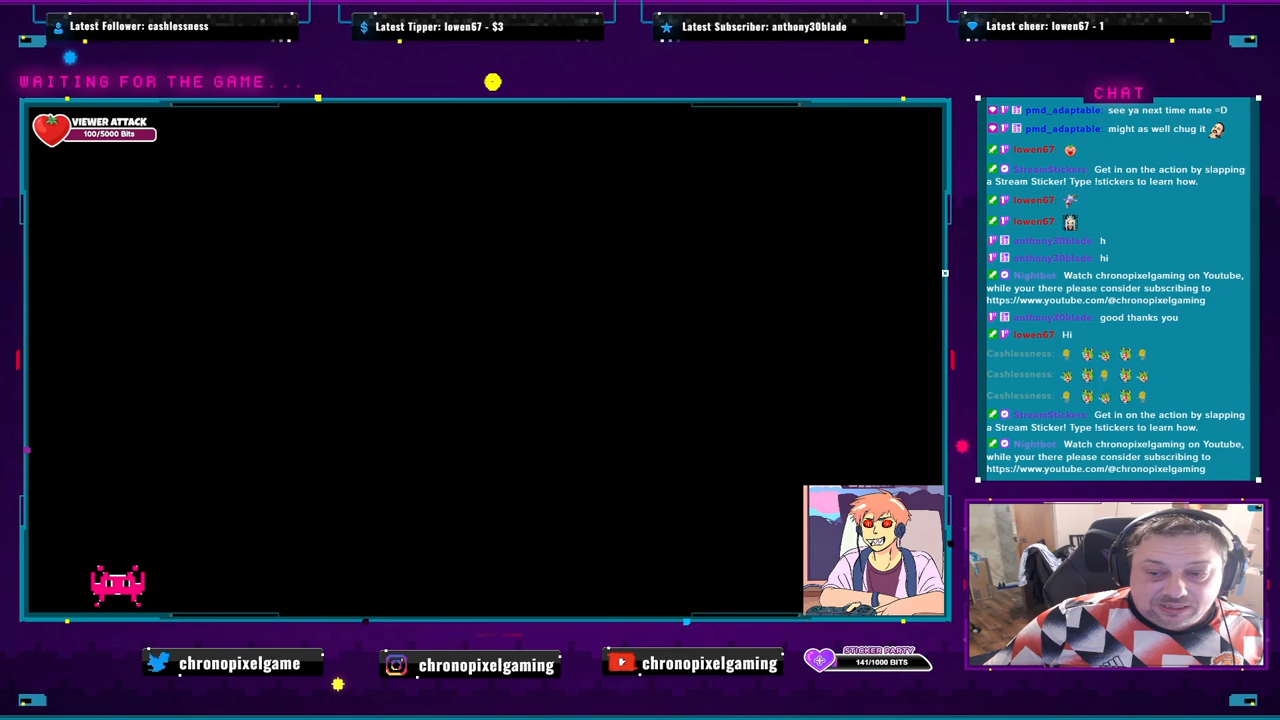 Latest Follower: cashlessness
Latest Tipper: lowen67 - $3
Latest Subscriber: anthony30blade
Latest cheer: lowen67 - 1
WAITING FOR THE GAME...
VIEWER ATTACK
100/5000 Bits
CHAT
pmd_adaptable: see ya next time mate =D
pmd_adaptable: might as well chug it
lowen67:
StreamStickers: Get in on the action by slapping
a Stream Sticker! Type !stickers to learn how.
lowen67:
lowen67:
anthony30blade: h
anthony30blade: hi
Nightbot: Watch chronopixelgaming on Youtube,
while your there please consider subscribing to
https://www.youtube.com/@chronopixelgaming
anthony30blade: good thanks you
lowen67: Hi
Cashlessness:
Cashlessness:
Cashlessness:
StreamStickers: Get in on the action by slapping
a Stream Sticker! Type !stickers to learn how.
Nightbot: Watch chronopixelgaming on Youtube,
while your there please consider subscribing to
https://www.youtube.com/@chronopixelgaming
chronopixelgame
chronopixelgaming
chronopixelgaming
STICKER PARTY
141/1000 BITS